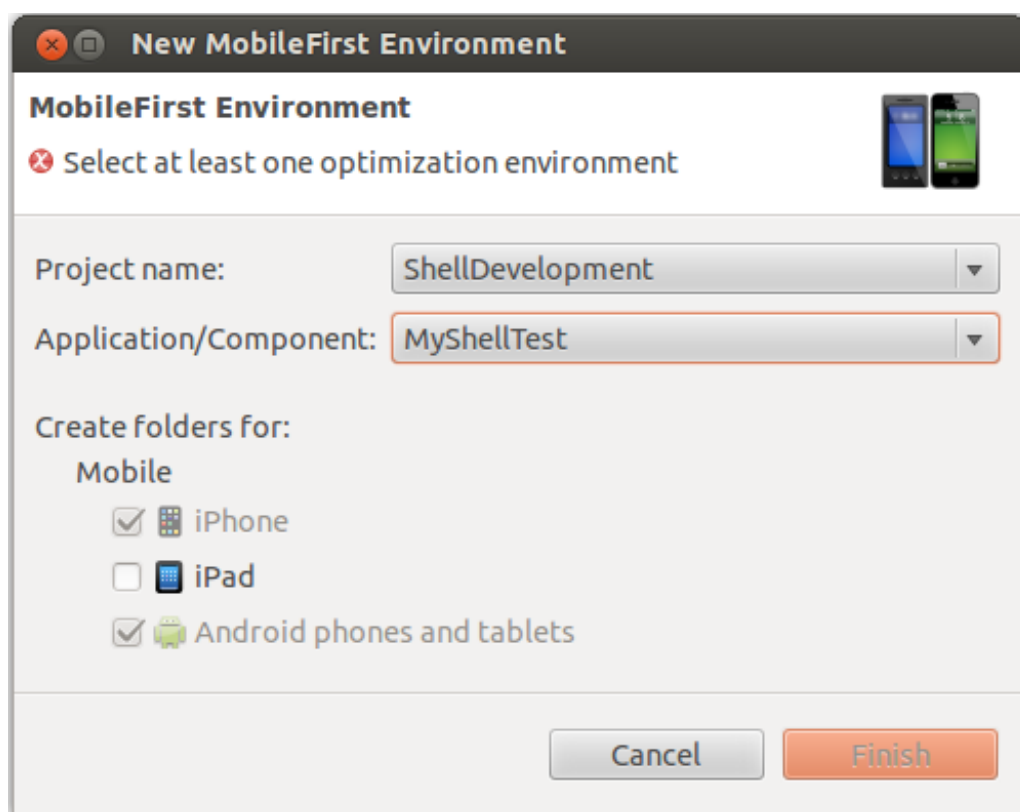 New MobileFirst Environment
MobileFirst Environment
Select at least one optimization environment
Project name: ShellDevelopment
Application/Component: MyShellTest
Create folders for:
Mobile
iPhone
iPad
Android phones and tablets
Cancel Finish